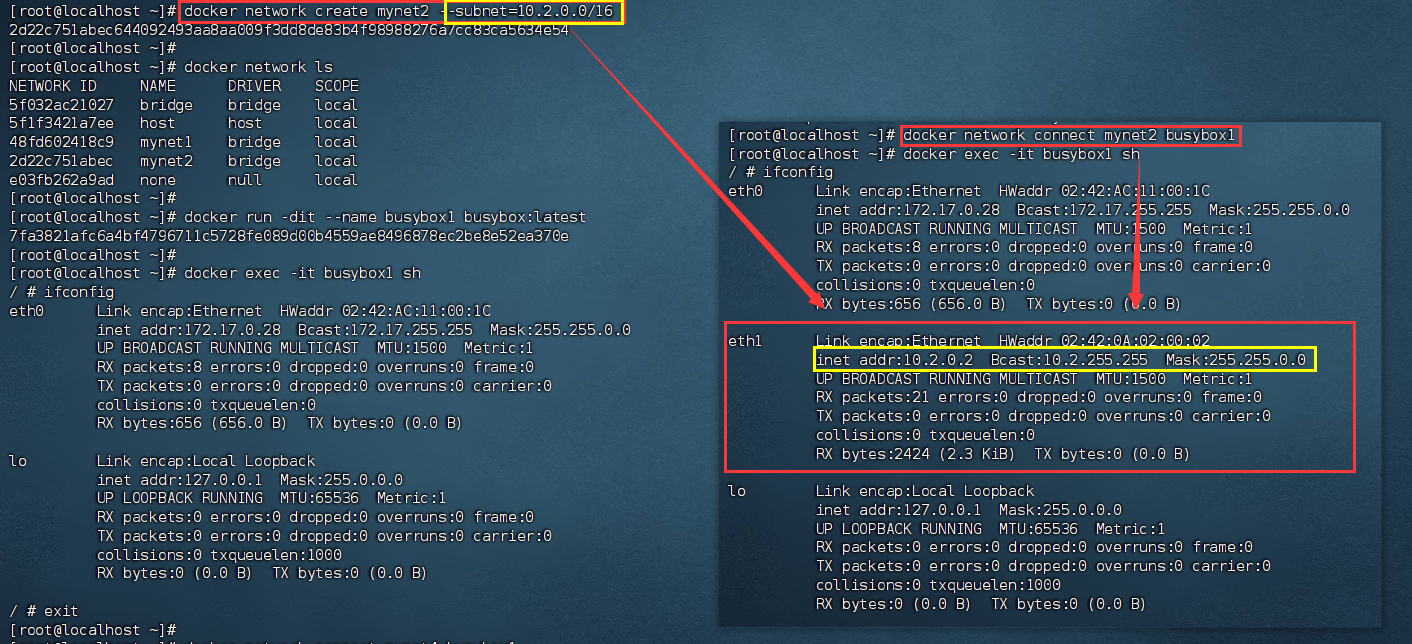 [root@localhost ~]# docker network create mynet2 --subnet=10.2.0.0/16
2d22c751abec644092493aa8aa009f3dd8de83b4f98988276a7cc83ca5634e54
[root@localhost ~]#
[root@localhost ~]# docker network ls
NETWORK ID     NAME      DRIVER    SCOPE
5f032ac21027   bridge    bridge    local
5f1f3421a7ee   host      host      local
48fd602418c9   mynet1    bridge    local
2d22c751abec   mynet2    bridge    local
e03fb262a9ad   none      null      local
[root@localhost ~]#
[root@localhost ~]# docker run -dit --name busybox1 busybox:latest
7fa3821afc6a4bf4796711c5728fe089d00b4559ae8496878ec2be8e52ea370e
[root@localhost ~]#
[root@localhost ~]# docker exec -it busybox1 sh
/ # ifconfig
eth0      Link encap:Ethernet  HWaddr 02:42:AC:11:00:1C
          inet addr:172.17.0.28  Bcast:172.17.255.255  Mask:255.255.0.0
          UP BROADCAST RUNNING MULTICAST  MTU:1500  Metric:1
          RX packets:8 errors:0 dropped:0 overruns:0 frame:0
          TX packets:0 errors:0 dropped:0 overruns:0 carrier:0
          collisions:0 txqueuelen:0
          RX bytes:656 (656.0 B)  TX bytes:0 (0.0 B)
lo        Link encap:Local Loopback
          inet addr:127.0.0.1  Mask:255.0.0.0
          UP LOOPBACK RUNNING  MTU:65536  Metric:1
          RX packets:0 errors:0 dropped:0 overruns:0 frame:0
          TX packets:0 errors:0 dropped:0 overruns:0 carrier:0
          collisions:0 txqueuelen:1000
          RX bytes:0 (0.0 B)  TX bytes:0 (0.0 B)
/ # exit
[root@localhost ~]#
[root@localhost ~]# docker network connect mynet2 busybox1
[root@localhost ~]# docker exec -it busybox1 sh
/ # ifconfig
eth0      Link encap:Ethernet  HWaddr 02:42:AC:11:00:1C
          inet addr:172.17.0.28  Bcast:172.17.255.255  Mask:255.255.0.0
          UP BROADCAST RUNNING MULTICAST  MTU:1500  Metric:1
          RX packets:8 errors:0 dropped:0 overruns:0 frame:0
          TX packets:0 errors:0 dropped:0 overruns:0 carrier:0
          collisions:0 txqueuelen:0
          RX bytes:656 (656.0 B)  TX bytes:0 (0.0 B)
eth1      Link encap:Ethernet  HWaddr 02:42:0A:02:00:02
          inet addr:10.2.0.2  Bcast:10.2.255.255  Mask:255.255.0.0
          UP BROADCAST RUNNING MULTICAST  MTU:1500  Metric:1
          RX packets:21 errors:0 dropped:0 overruns:0 frame:0
          TX packets:0 errors:0 dropped:0 overruns:0 carrier:0
          collisions:0 txqueuelen:0
          RX bytes:2424 (2.3 KiB)  TX bytes:0 (0.0 B)
lo        Link encap:Local Loopback
          inet addr:127.0.0.1  Mask:255.0.0.0
          UP LOOPBACK RUNNING  MTU:65536  Metric:1
          RX packets:0 errors:0 dropped:0 overruns:0 frame:0
          TX packets:0 errors:0 dropped:0 overruns:0 carrier:0
          collisions:0 txqueuelen:1000
          RX bytes:0 (0.0 B)  TX bytes:0 (0.0 B)